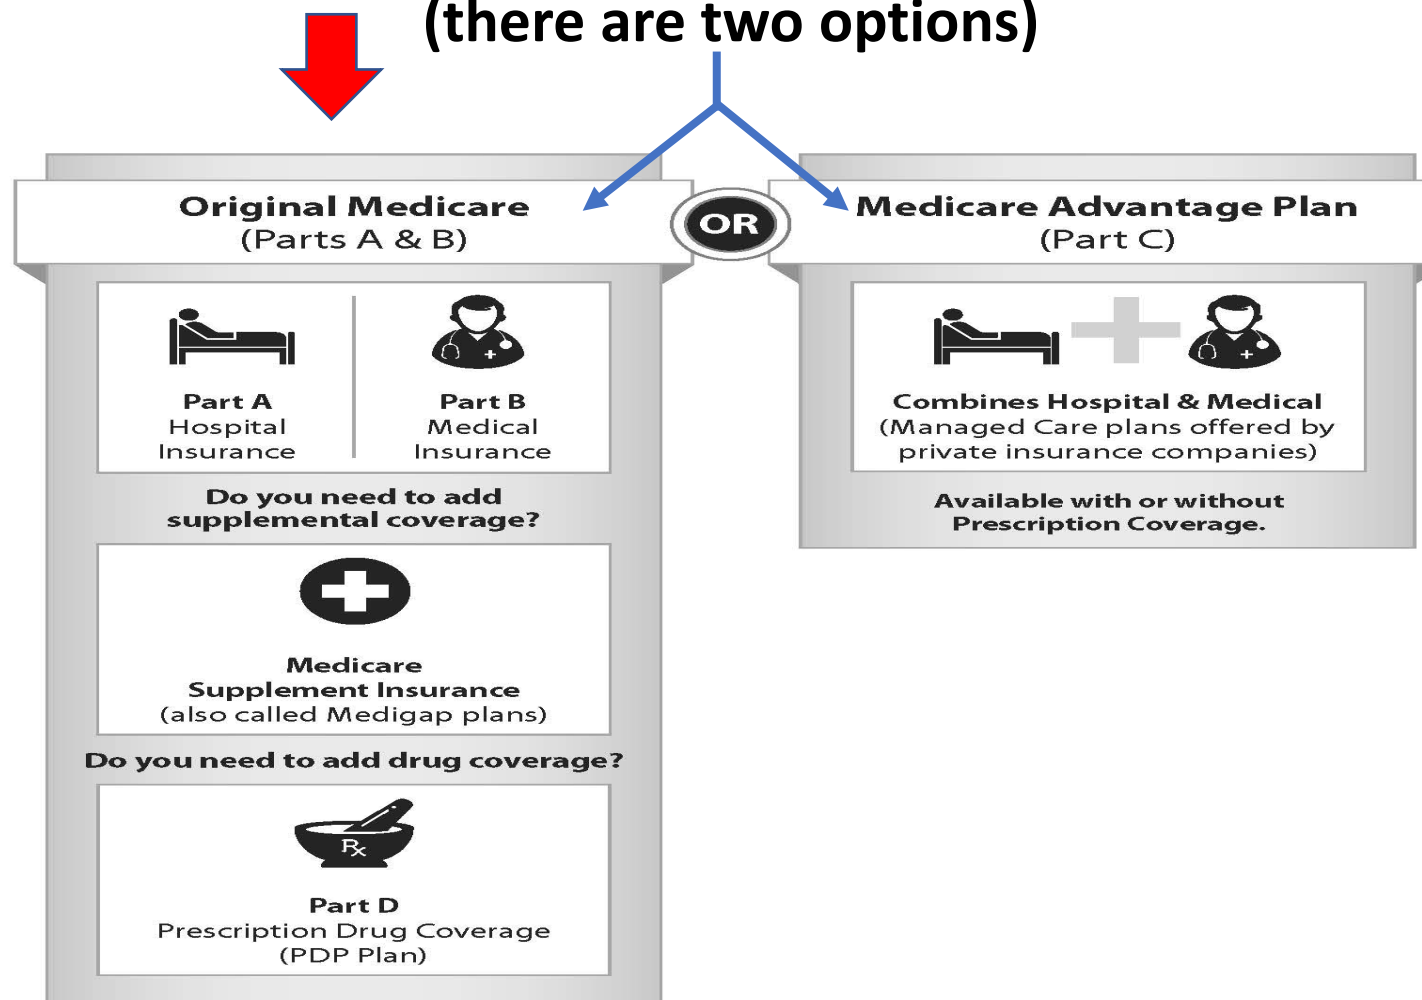 (there are two options)
Original Medicare
(Parts A & B)
OR
Medicare Advantage Plan
(Part C)
Part A
Hospital
Insurance
Part B
Medical
Insurance
Do you need to add
supplemental coverage?
Medicare
Supplement Insurance
(also called Medigap plans)
Do you need to add drug coverage?
Rx
Part D
Prescription Drug Coverage
(PDP Plan)
Combines Hospital & Medical
(Managed Care plans offered by
private insurance companies)
Available with or without
Prescription Coverage.